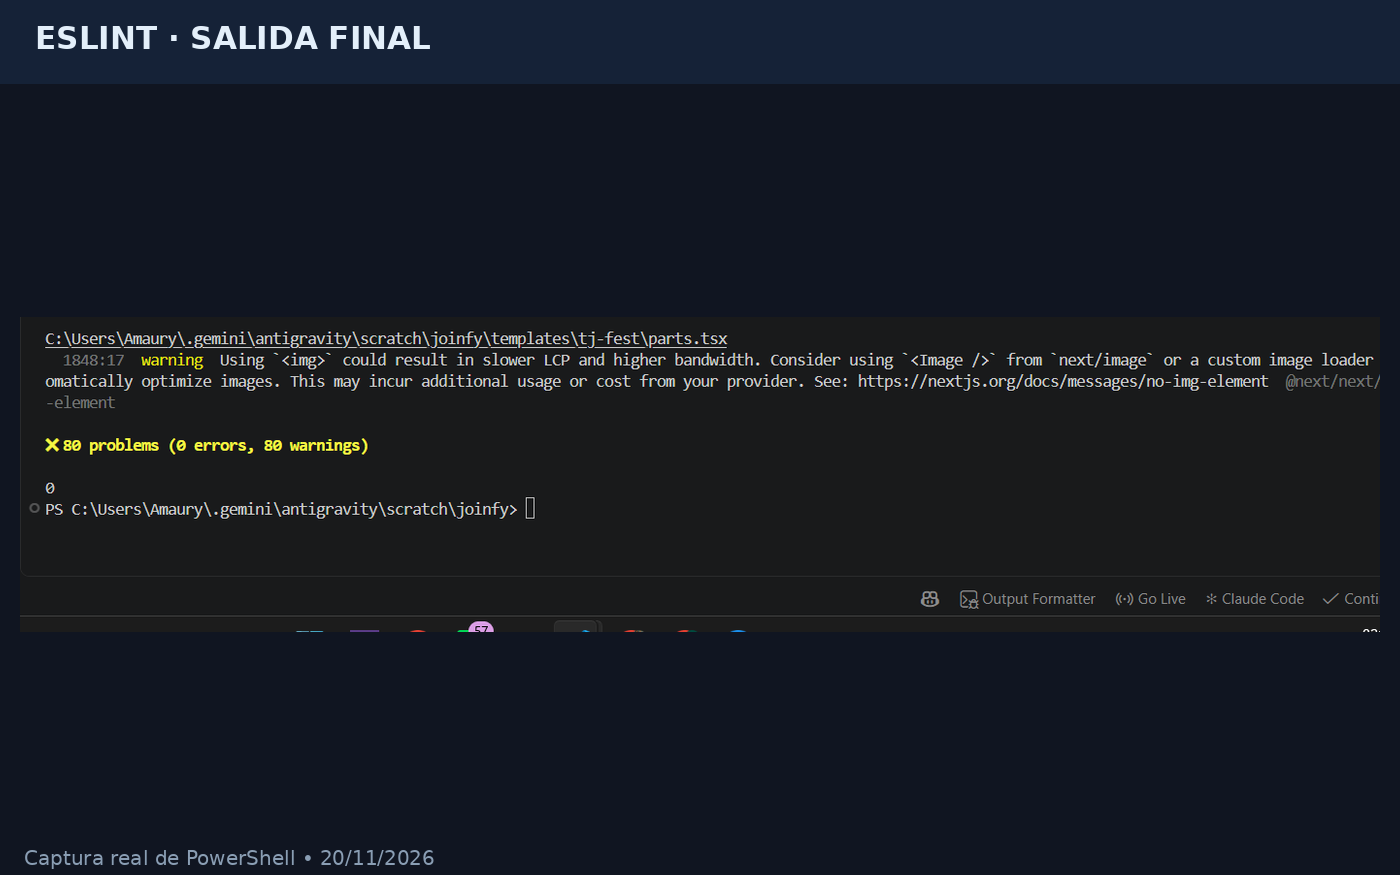 ESLINT · SALIDA FINAL
C:\Users\Amaury\.gemini\antigravity\scratch\joinfy\templates\tj-fest\parts.tsx
1848:17 warning Using `<img>` could result in slower LCP and higher bandwidth. Consider using `<Image />` from `next/image` or a custom image loader
omatically optimize images. This may incur additional usage or cost from your provider. See: https://nextjs.org/docs/messages/no-img-element @next/next/
-element
✖ 80 problems (0 errors, 80 warnings)
0
PS C:\Users\Amaury\.gemini\antigravity\scratch\joinfy>
Output Formatter Go Live Claude Code Conti
57
Captura real de PowerShell • 20/11/2026